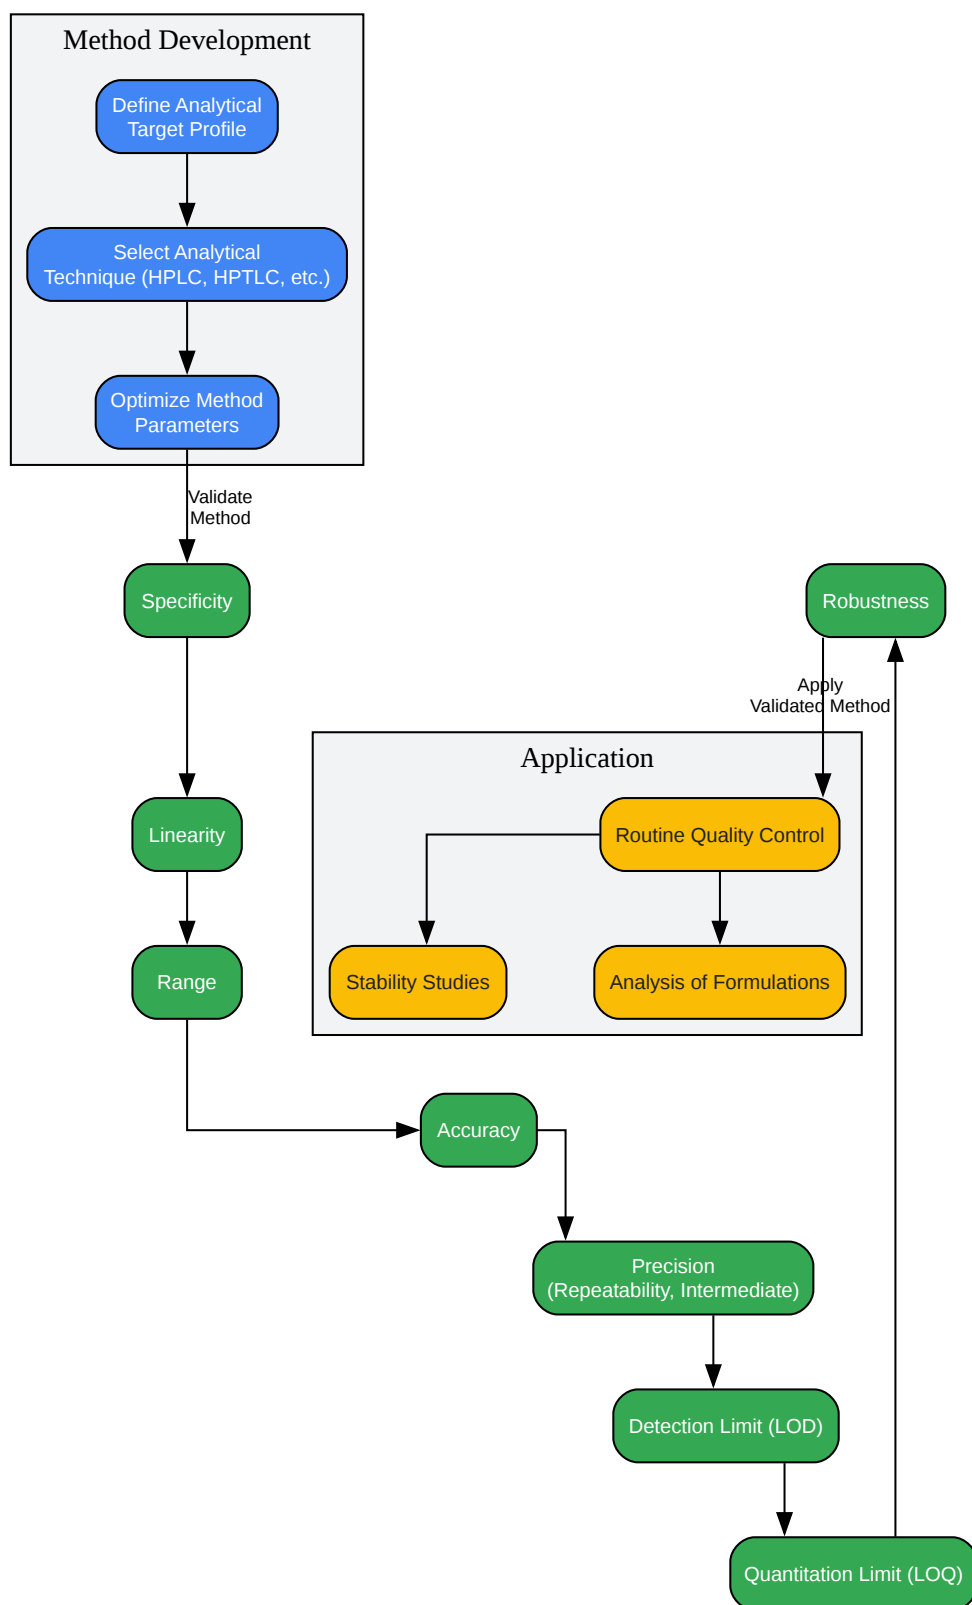 Method Development
Define Analytical
Target Profile
Select Analytical
Technique (HPLC, HPTLC, etc.)
Optimize Method
Parameters
Validate
Method
Specificity
Robustness
Apply
Validated Method
Application
Linearity
Routine Quality Control
Range
Stability Studies
Analysis of Formulations
Accuracy
Precision
(Repeatability, Intermediate)
Detection Limit (LOD)
Quantitation Limit (LOQ)